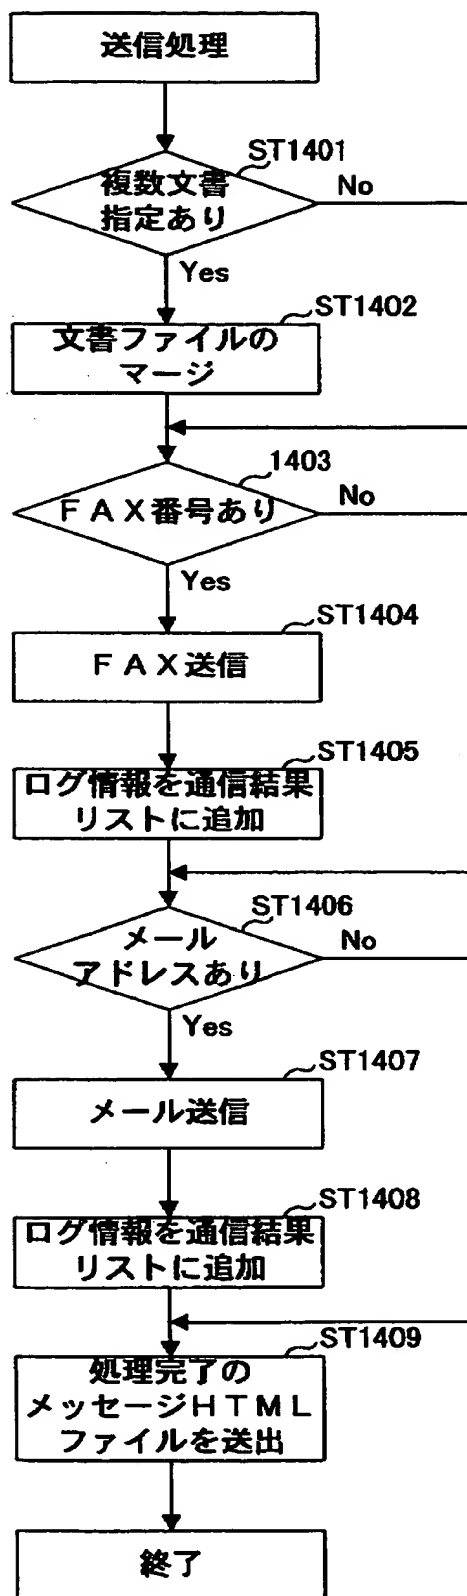 送信処理
ST1401
複数文書
指定あり
No
Yes
ST1402
文書ファイルの
マージ
1403
FAX番号あり
No
Yes
ST1404
FAX送信
ST1405
ログ情報を通信結果
リストに追加
ST1406
メール
アドレスあり
No
Yes
ST1407
メール送信
ST1408
ログ情報を通信結果
リストに追加
ST1409
処理完了の
メッセージHTML
ファイルを送出
終了